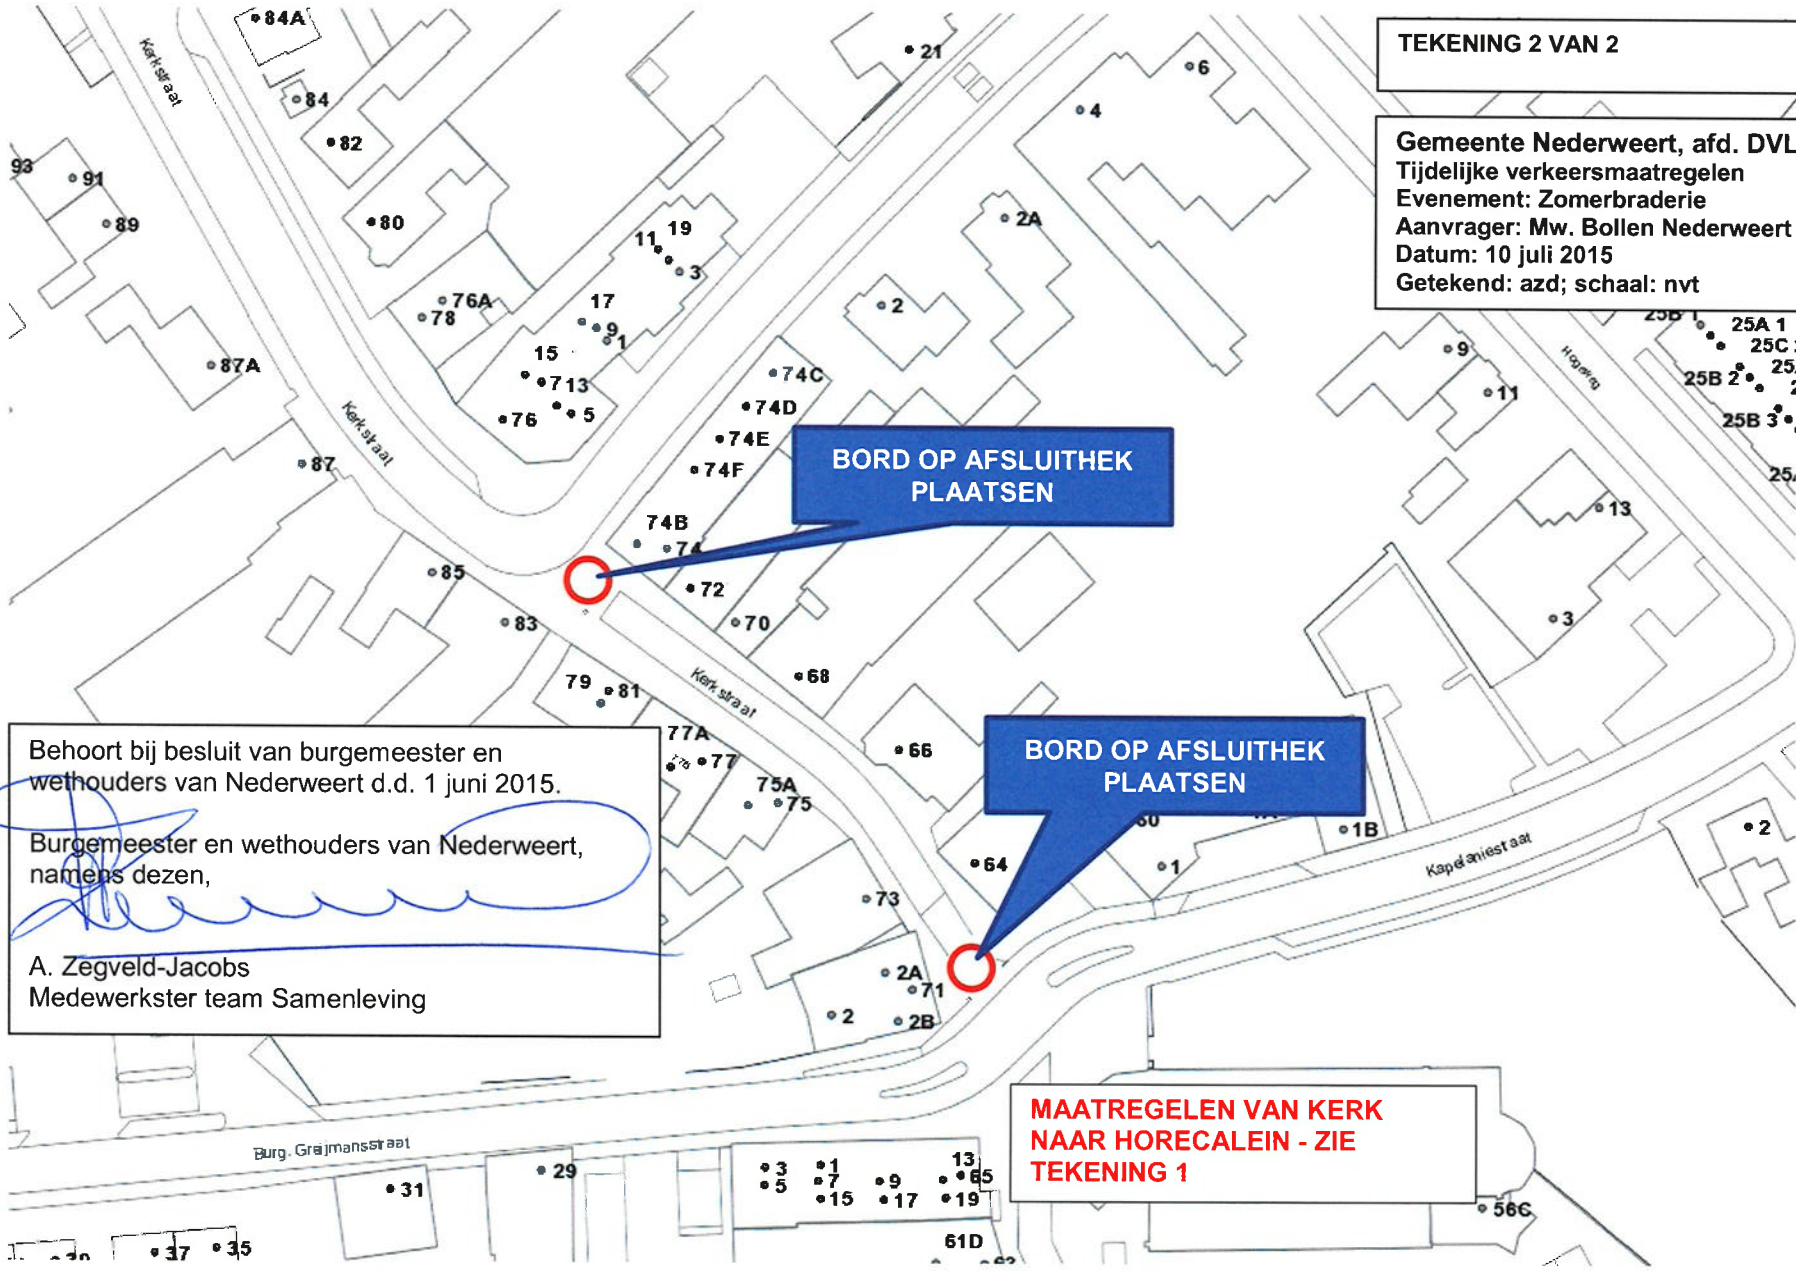 TEKENING 2 VAN 2
Gemeente Nederweert, afd. DVL
Tijdelijke verkeersmaatregelen
Evenement: Zomerbraderie
Aanvrager: Mw. Bollen Nederweert
Datum: 10 juli 2015
Getekend: azd; schaal: nvt
84A
Kerkstraat
84
82
21
6
4
93
91
89
80
2A
11
19
3
76A
78
17
9
1
2
15
7
13
76
5
87A
Kerkstraat
87
74C
74D
74E
74F
74B
74
72
70
68
9
11
Hogeweg
25B 1
25A 1
25C
25B 2
25B 3
13
3
BORD OP AFSLUITHEK
PLAATSEN
85
83
79
81
Kerkstraat
77A
77
75A
75
66
64
BORD OP AFSLUITHEK
PLAATSEN
1B
1
2
Kapelaniestraat
73
2A
71
2
2B
Behoort bij besluit van burgemeester en
wethouders van Nederweert d.d. 1 juni 2015.
Burgemeester en wethouders van Nederweert,
namens dezen,
A. Zegveld-Jacobs
Medewerkster team Samenleving
MAATREGELEN VAN KERK
NAAR HORECALEIN - ZIE
TEKENING 1
Burg. Greijmansstraat
31
29
37
35
3
1
5
7
15
9
17
13
65
19
61D
56C